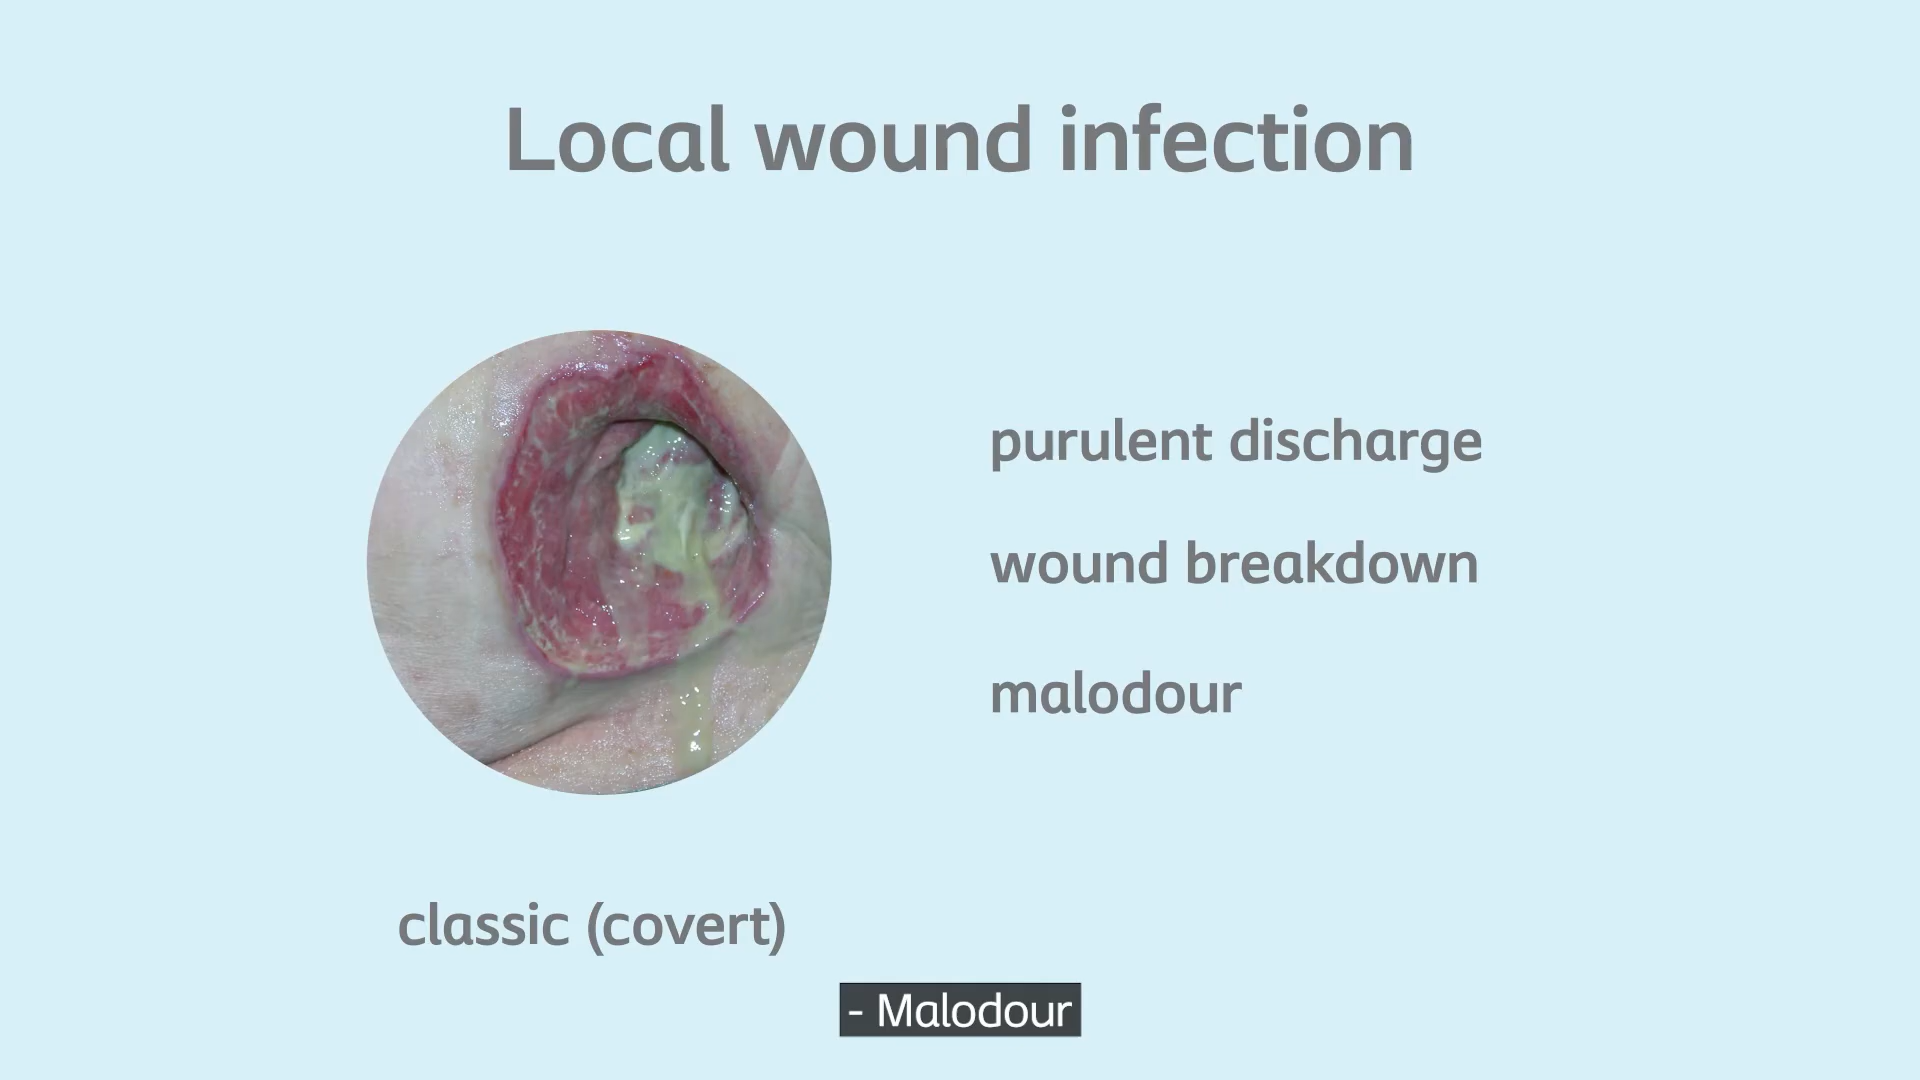 Local wound infection
purulent discharge
wound breakdown
malodour
classic (covert)
- Malodour